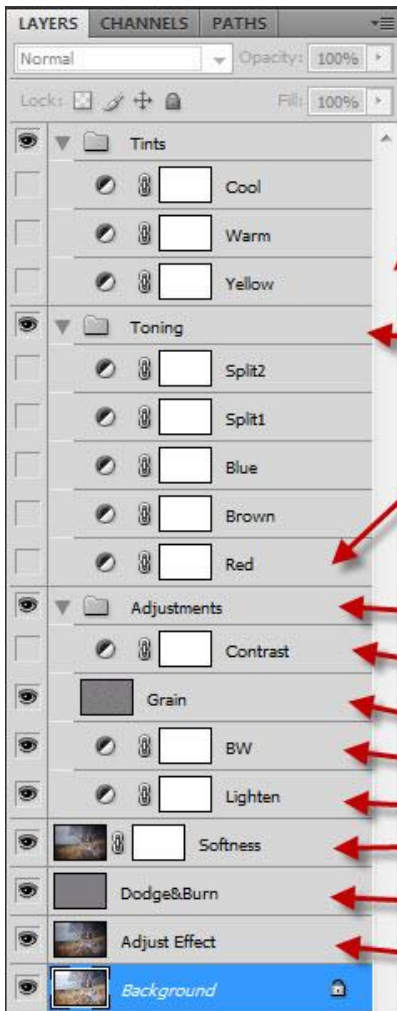 LAYERS CHANNELS PATHS
Normal Opacity: 100%
Lock: Fill: 100%
Tints
Cool
Warm
Yellow
Toning
Split2
Split1
Blue
Brown
Red
Adjustments
Contrast
Grain
BW
Lighten
Softness
Dodge&Burn
Adjust Effect
Background